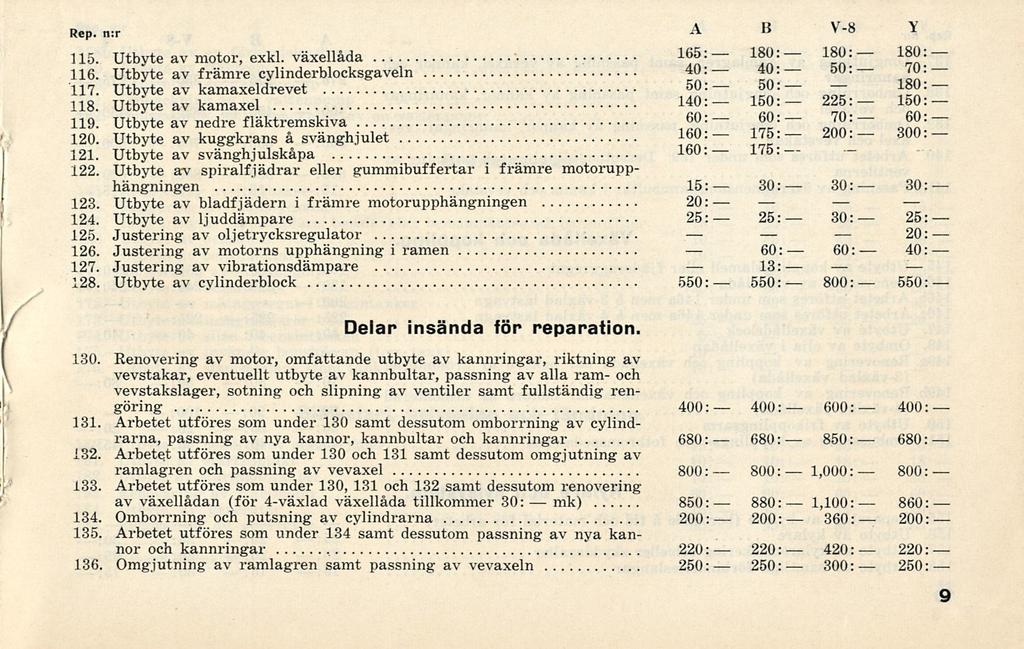 Rep. n:r A B V-8 Y
115. Utbyte av motor, exkl. växellåda 165:— 180:— 180:— 180:—
116. Utbyte av främre cylinderblocksgaveln 40:— 40:— 50:— 70:—
117. Utbyte av kamaxeldrevet 50:— 50:— — 180:—
118. Utbyte av kamaxel 140:— 150:— 225:— 150:—
119. Utbyte av nedre fläktremskiva 60:— 60:— 70:— 60:—
120. Utbyte av kuggkrans å svänghjulet 160:— 175:— 200:— 300:—
121. Utbyte av svänghjulskåpa 160:— 175:— — —
122. Utbyte av spiralfjädrar eller gummibuffertar i främre motorupp-
hängningen 15:— 30:— 30:— 30:—
123. Utbyte av bladfjädern i främre motorupphängningen 20:— — — —
124. Utbyte av ljuddämpare 25:— 25:— 30:— 25:—
125. Justering av oljetrycksregulator — — — 20:—
126. Justering av motorns upphängning i ramen — 60:— 60:— 40:—
127. Justering av vibrationsdämpare — 13:— — —
128. Utbyte av cylinderblock 550:— 550:— 800:— 550:—
Delar insända för reparation.
130. Renovering av motor, omfattande utbyte av kannringar, riktning av
vevstakar, eventuellt utbyte av kannbultar, passning av alla ram- och
vevstakslager, sotning och slipning av ventiler samt fullständig ren-
göring 400:— 400:— 600:— 400:—
131. Arbetet utföres som under 130 samt dessutom omborrning av cylind-
rarna, passning av nya kannor, kannbultar och kannringar 680:— 680:— 850:— 680:—
132. Arbetet utföres som under 130 och 131 samt dessutom omgjutning av
ramlagren och passning av vevaxel 800:— 800:— 1,000:— 800:—
133. Arbetet utföres som under 130, 131 och 132 samt dessutom renovering
av växellådan (för 4-växlad växellåda tillkommer 30: — mk) 850:— 880:— 1,100:— 860:—
134. Omborrning och putsning av cylindrarna 200:— 200:— 360:— 200:—
135. Arbetet utföres som under 134 samt dessutom passning av nya kan-
nor och kannringar 220:— 220:— 420:— 220:—
136. Omgjutning av ramlagren samt passning av vevaxeln 250:— 250:— 300:— 250:—
9